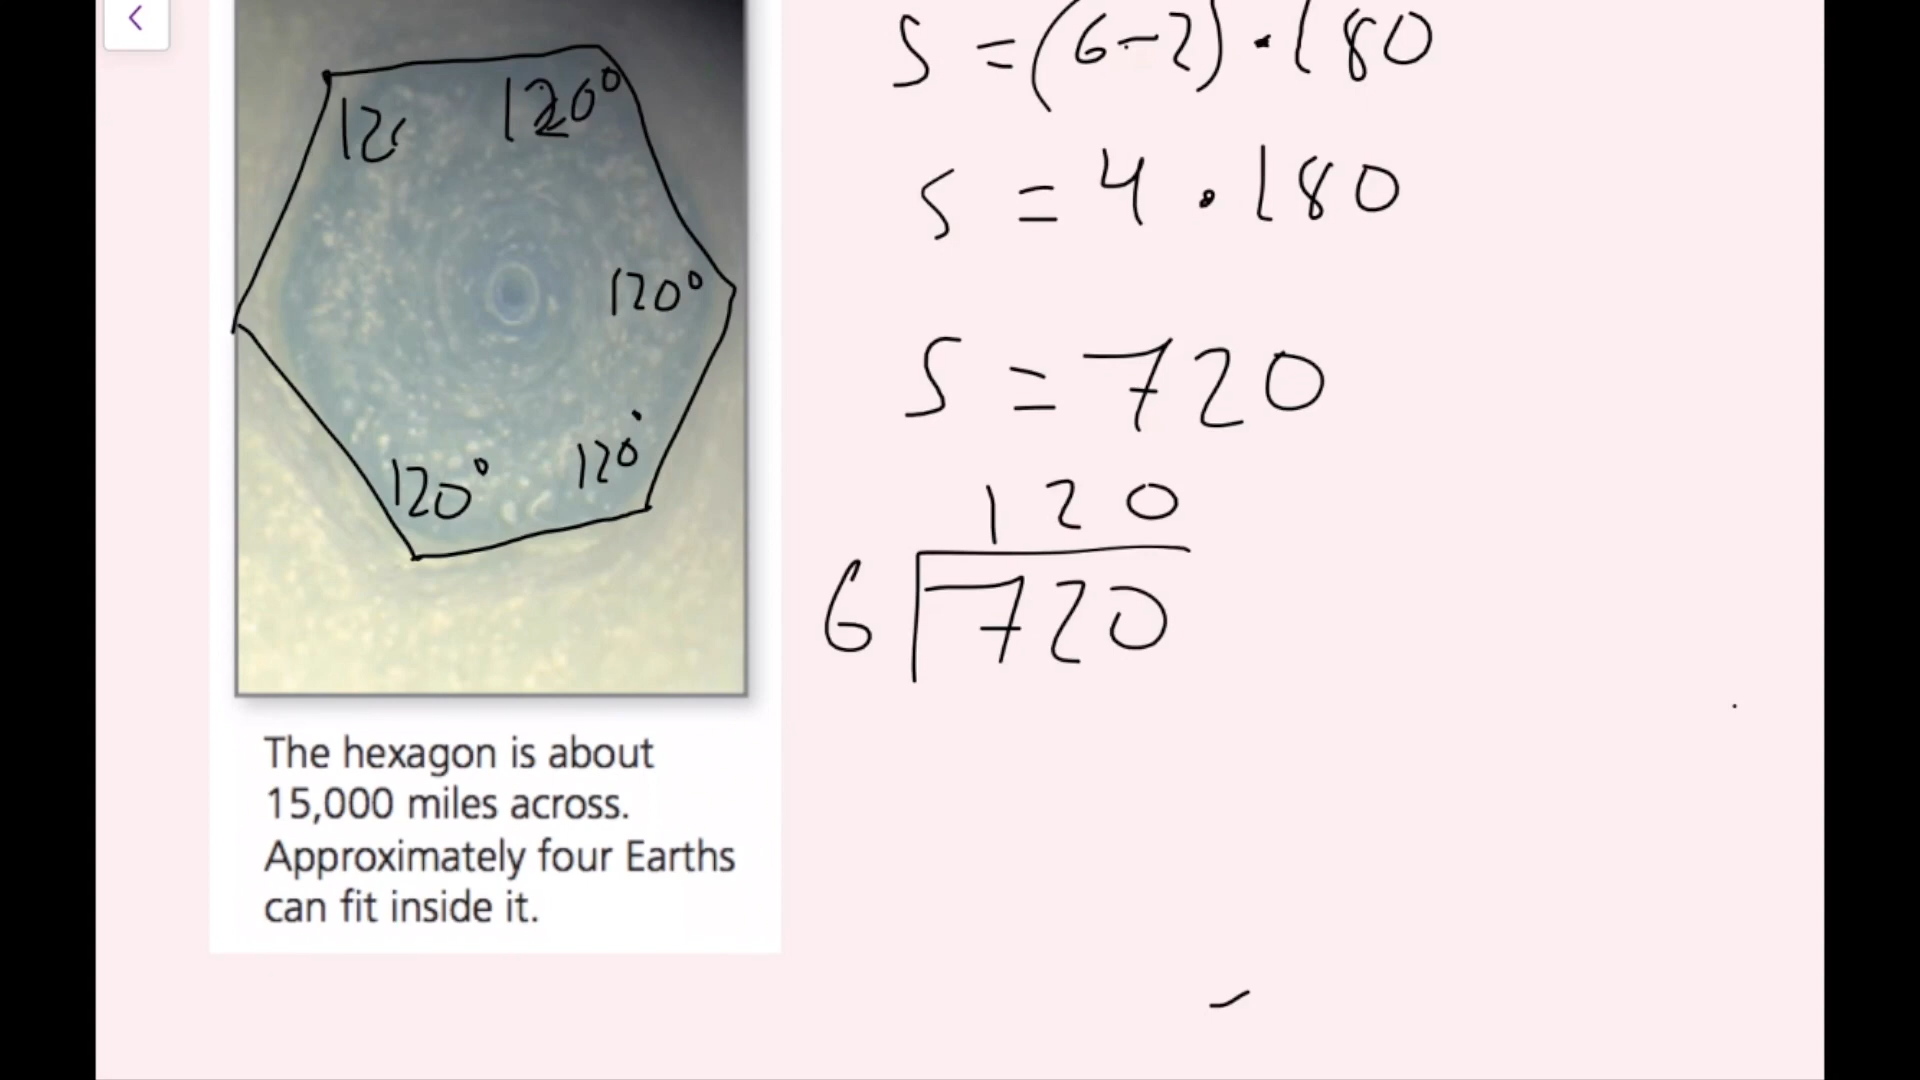 S = (6-2) · 180
120°
12
S = 4 · 180
120°
S = 720
120°
120°
120
6 720
The hexagon is about
15,000 miles across.
Approximately four Earths
can fit inside it.